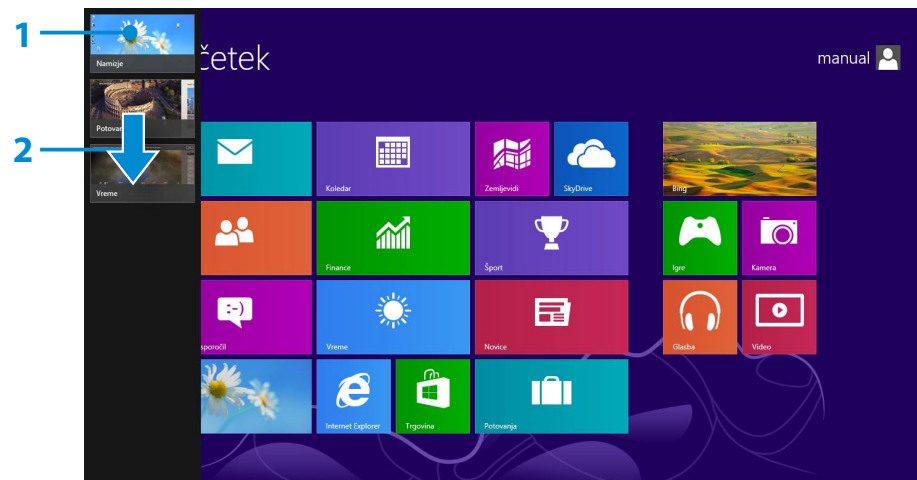 1
2
Namizje
Potovan
Vreme
četek
manual
Koledar
Zemljevidi
SkyDrive
Bing
Finance
Šport
Igre
Kamera
sporočil
:-)
Vreme
Novice
Glasba
Video
Internet Explorer
Trgovina
Potovanja